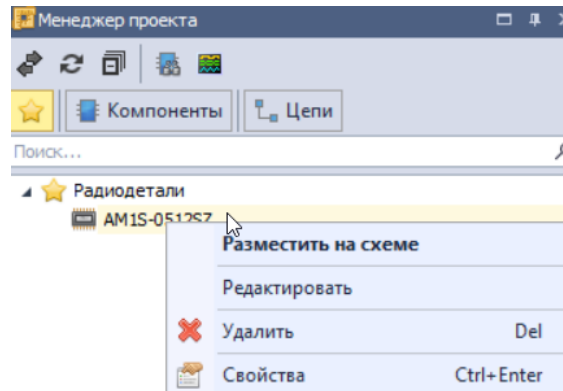 Менеджер проекта
Компоненты
Цепи
Поиск...
Радиодетали
AM1S-0512SZ
Разместить на схеме
Редактировать
Удалить Del
Свойства Ctrl+Enter